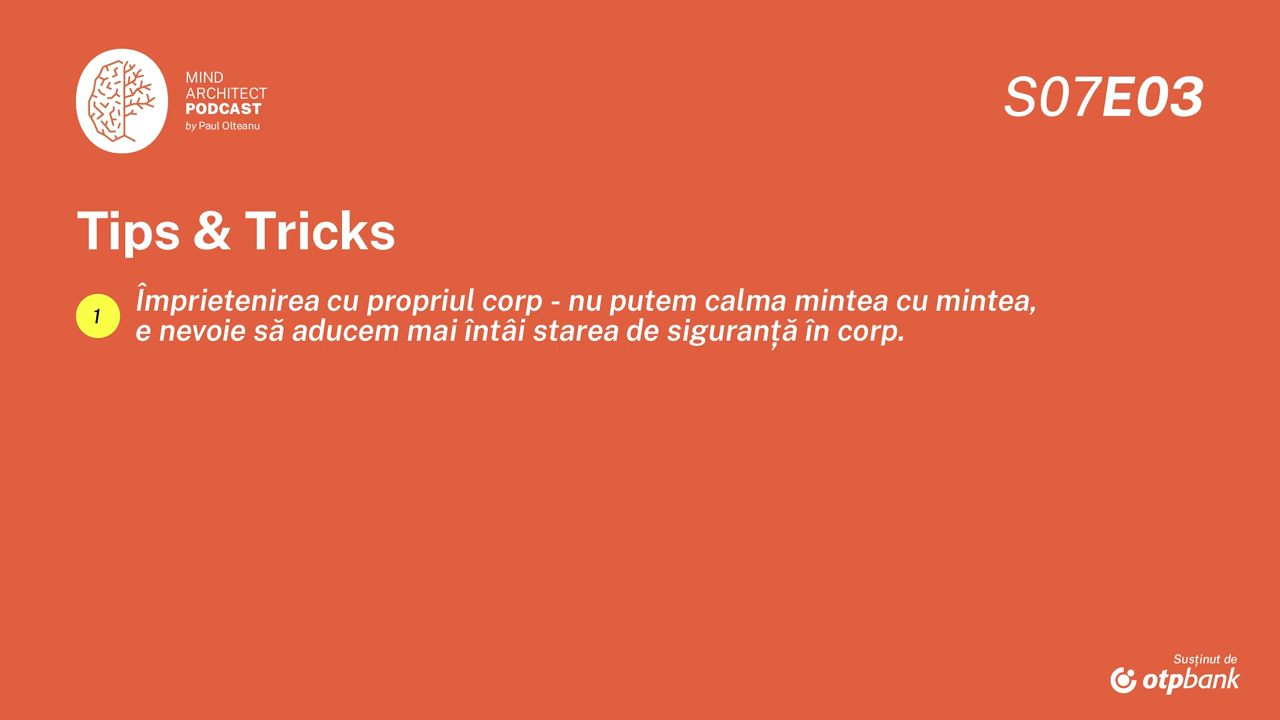 MIND
ARCHITECT
PODCAST
by Paul Olteanu
S07E03
Tips & Tricks
1
Împrietenirea cu propriul corp - nu putem calma mintea cu mintea,
e nevoie să aducem mai întâi starea de siguranță în corp.
Susținut de
otpbank